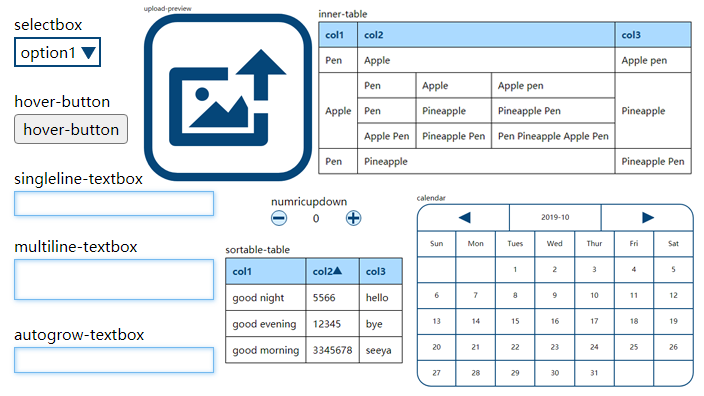 selectbox
option1
hover-button
hover-button
singleline-textbox
multiline-textbox
autogrow-textbox
upload-preview
inner-table
col1 col2 col3
Pen Apple Apple pen
Apple Pen Apple Apple pen Pineapple
Pen Pineapple Pineapple Pen
Apple Pen Pineapple Pen Pen Pineapple Apple Pen
Pen Pineapple Pineapple Pen
numricupdown
0
sortable-table
col1 col2 col3
good night 5566 hello
good evening 12345 bye
good morning 3345678 seeya
calendar
2019-10
Sun Mon Tues Wed Thur Fri Sat
1 2 3 4 5
6 7 8 9 10 11 12
13 14 15 16 17 18 19
20 21 22 23 24 25 26
27 28 29 30 31